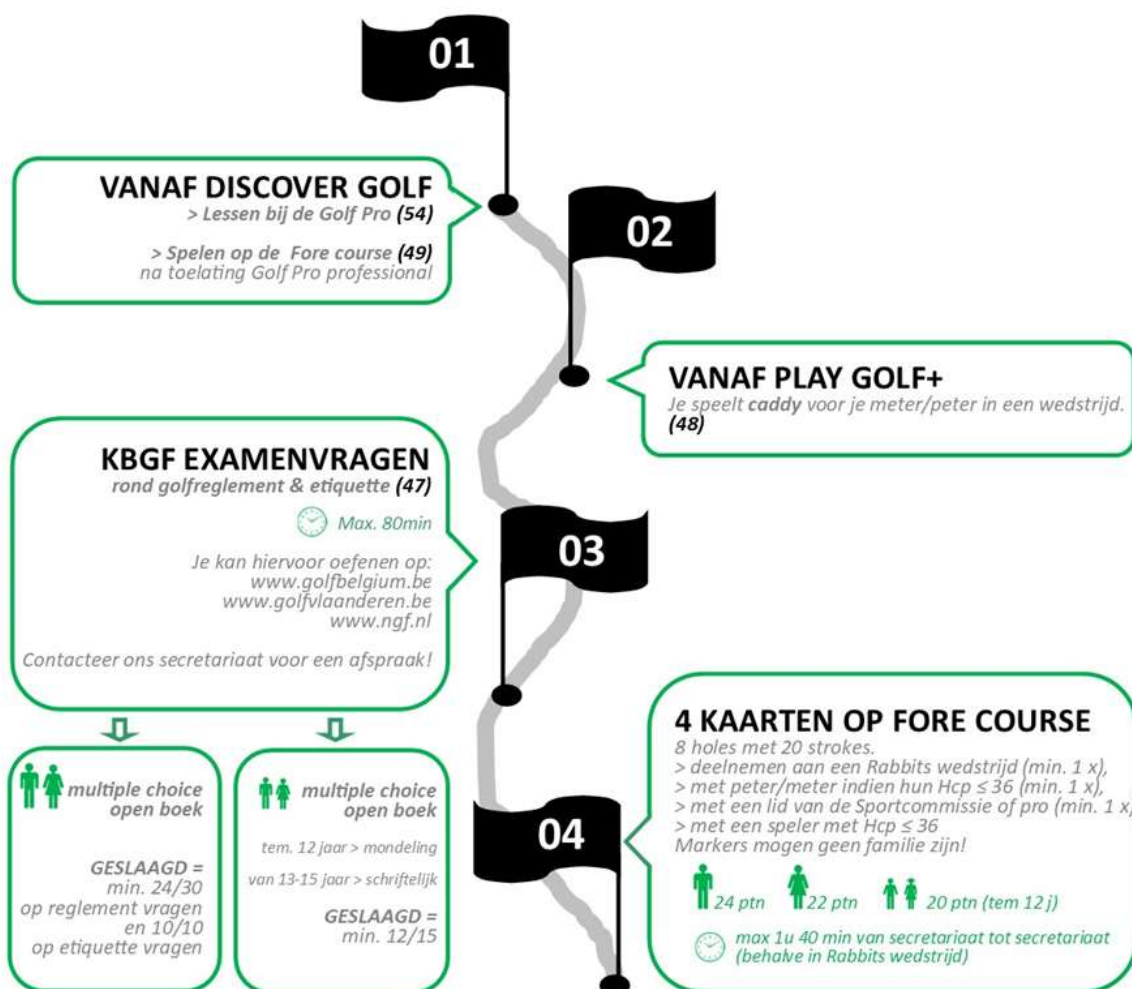 01
VANAF DISCOVER GOLF
> Lessen bij de Golf Pro (54)
> Spelen op de Fore course (49)
na toelating Golf Pro professional
02
VANAF PLAY GOLF+
Je speelt caddy voor je meter/peter in een wedstrijd.
(48)
KBGF EXAMENVRAGEN
rond golfreglement & etiquette (47)
Max. 80min
Je kan hiervoor oefenen op:
www.golfbelgium.be
www.golfvlaanderen.be
www.ngf.nl
Contacteer ons secretariaat voor een afspraak!
03
multiple choice
open boek
GESLAAGD =
min. 24/30
op reglement vragen
en 10/10
op etiquette vragen
multiple choice
open boek
tem. 12 jaar > mondeling
van 13-15 jaar > schriftelijk
GESLAAGD =
min. 12/15
04
4 KAARTEN OP FORE COURSE
8 holes met 20 strokes.
> deelnemen aan een Rabbits wedstrijd (min. 1 x),
> met peter/meter indien hun Hcp ≤ 36 (min. 1 x),
> met een lid van de Sportcommissie of pro (min. 1 x)
> met een speler met Hcp ≤ 36
Markers mogen geen familie zijn!
24 ptn 22 ptn 20 ptn (tem 12 j)
max 1u 40 min van secretariaat tot secretariaat
(behalve in Rabbits wedstrijd)